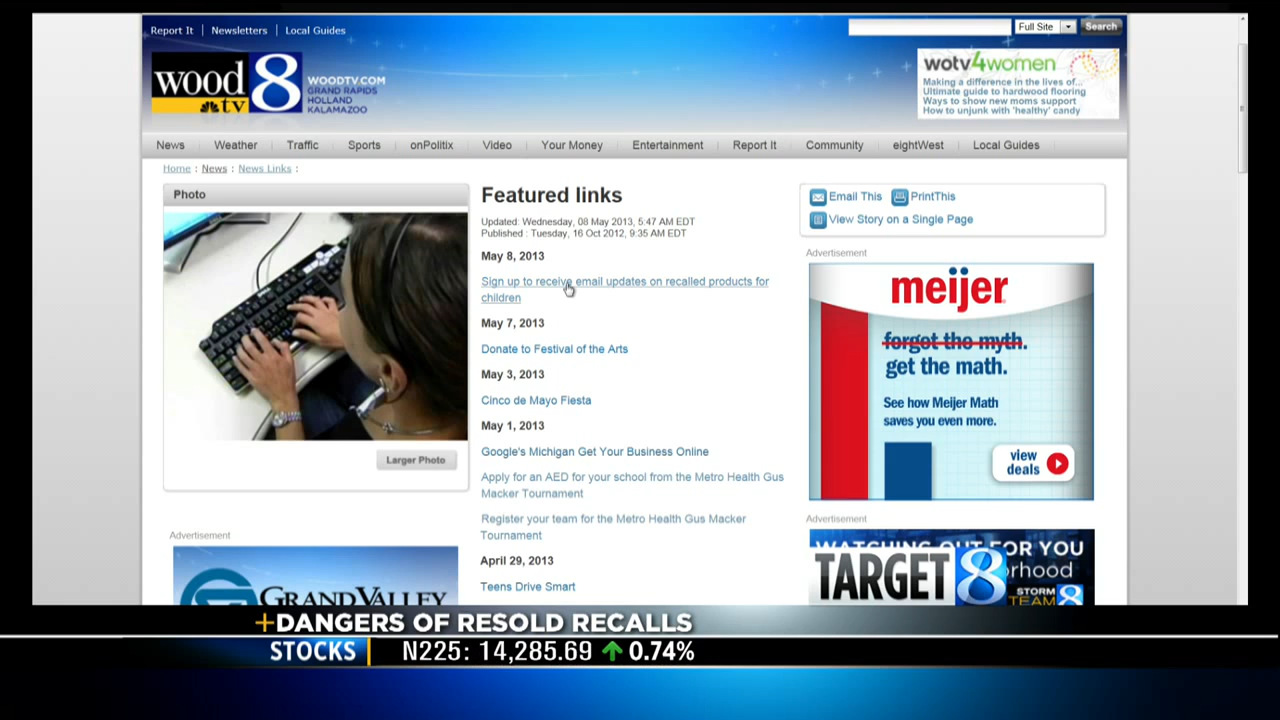 Report It | Newsletters | Local Guides
Full Site
Search
wood tv 8
WOODTV.COM
GRAND RAPIDS
HOLLAND
KALAMAZOO
wotv4women
Making a difference in the lives of...
Ultimate guide to hardwood flooring
Ways to show new moms support
How to unjunk with 'healthy' candy
News Weather Traffic Sports onPolitix Video Your Money Entertainment Report It Community eightWest Local Guides
Home : News : News Links :
Photo
Larger Photo
Advertisement
GRANDVALLEY
Featured links
Updated: Wednesday, 08 May 2013, 5:47 AM EDT
Published : Tuesday, 16 Oct 2012, 9:35 AM EDT
May 8, 2013
Sign up to receive email updates on recalled products for
children
May 7, 2013
Donate to Festival of the Arts
May 3, 2013
Cinco de Mayo Fiesta
May 1, 2013
Google's Michigan Get Your Business Online
Apply for an AED for your school from the Metro Health Gus
Macker Tournament
Register your team for the Metro Health Gus Macker
Tournament
April 29, 2013
Teens Drive Smart
Email This PrintThis
View Story on a Single Page
Advertisement
meijer
forget the myth.
get the math.
See how Meijer Math
saves you even more.
view
deals
Advertisement
WATCHING OUT FOR YOU
TARGET 8
STORM
TEAM 8
+DANGERS OF RESOLD RECALLS
STOCKS N225: 14,285.69 0.74%